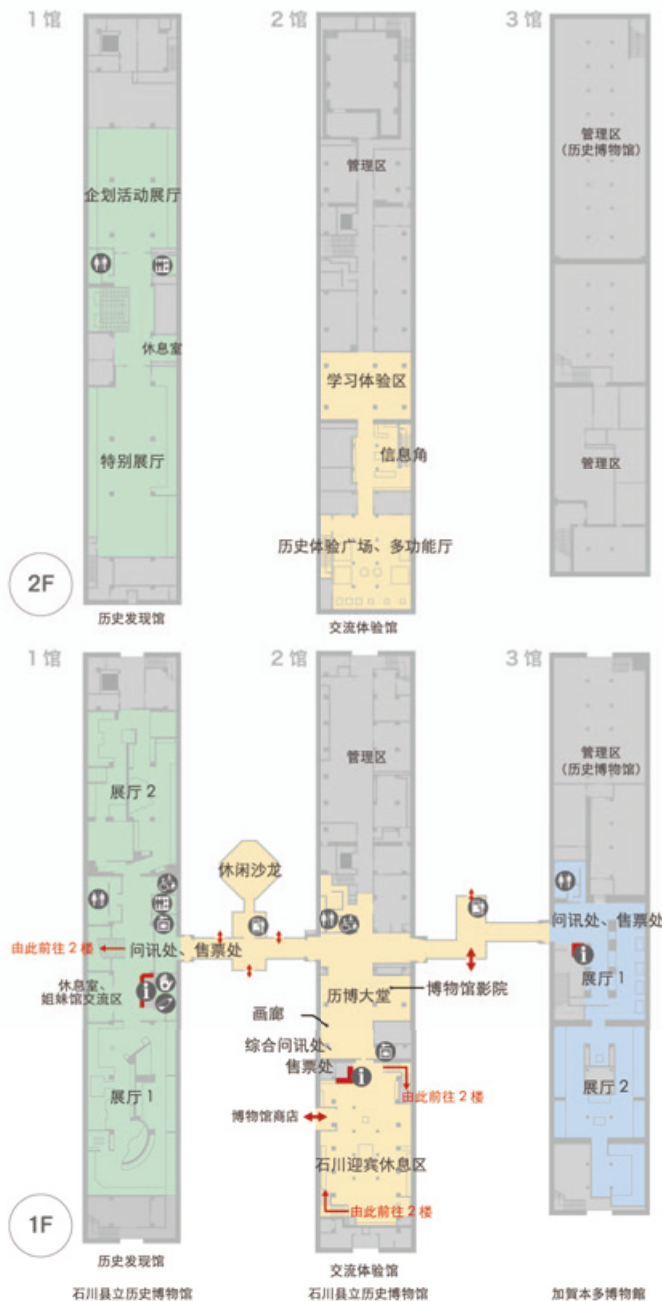 1 馆
2 馆
3 馆
企划活动展厅
休息室
特别展厅
管理区
学习体验区
信息角
历史体验广场、多功能厅
管理区
（历史博物馆）
管理区
2F
历史发现馆
交流体验馆
1 馆
2 馆
3 馆
展厅 2
由此前往 2 楼
问讯处、售票处
休息室、
姐妹馆交流区
展厅 1
休闲沙龙
管理区
历博大堂
博物馆影院
画廊
综合问讯处、
售票处
由此前往 2 楼
博物馆商店
石川迎宾休息区
由此前往 2 楼
管理区
（历史博物馆）
问讯处、售票处
展厅 1
展厅 2
1F
历史发现馆
石川县立历史博物馆
交流体验馆
石川县立历史博物馆
加賀本多博物館